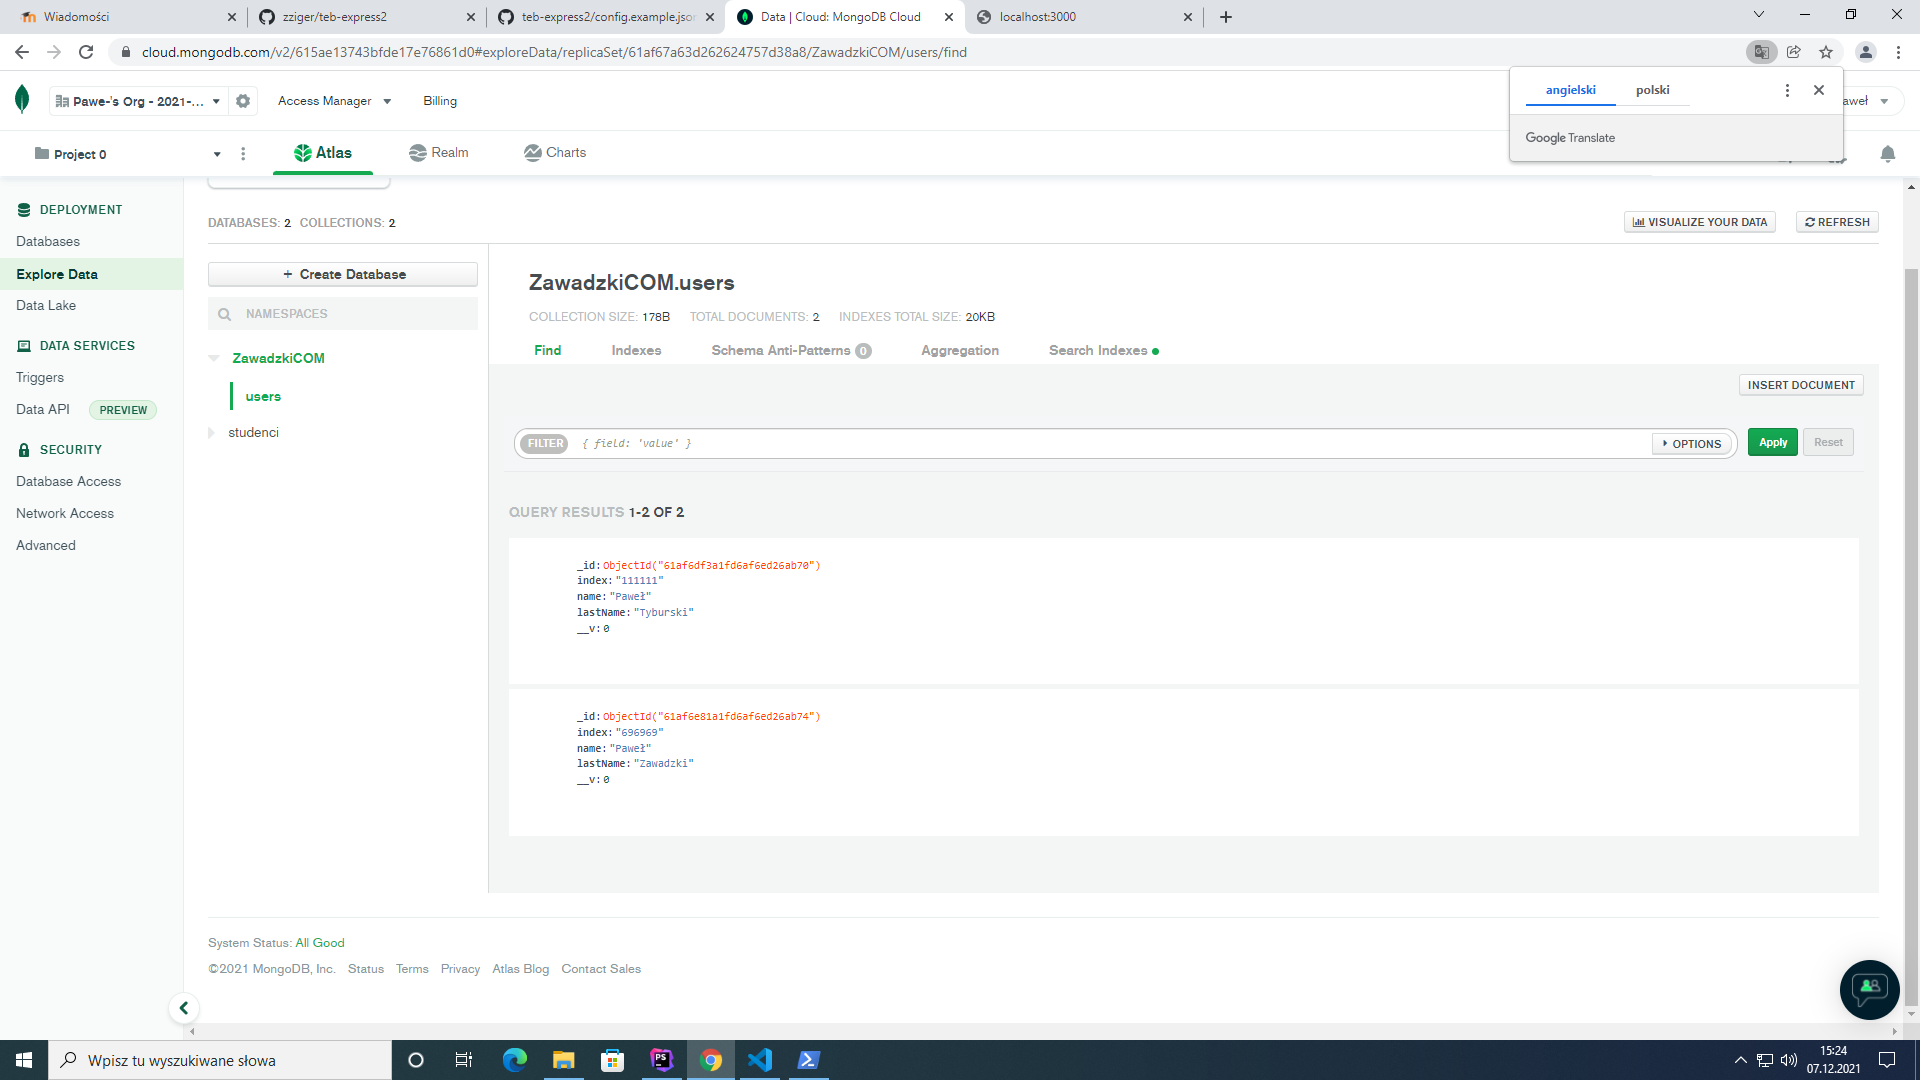 Wiadomości
zziger/teb-express2
teb-express2/config.example.json
Data | Cloud: MongoDB Cloud
localhost:3000
cloud.mongodb.com/v2/615ae13743bfde17e76861d0#exploreData/replicaSet/61af67a63d262624757d38a8/ZawadzkiCOM/users/find
angielski
polski
Google Translate
Pawe-'s Org - 2021-...
Access Manager
Billing
aweł
Project 0
Atlas
Realm
Charts
DEPLOYMENT
Databases
Explore Data
Data Lake
DATA SERVICES
Triggers
Data API PREVIEW
SECURITY
Database Access
Network Access
Advanced
DATABASES: 2 COLLECTIONS: 2
VISUALIZE YOUR DATA
REFRESH
+ Create Database
NAMESPACES
ZawadzkiCOM
users
studenci
ZawadzkiCOM.users
COLLECTION SIZE: 178B TOTAL DOCUMENTS: 2 INDEXES TOTAL SIZE: 20KB
Find
Indexes
Schema Anti-Patterns 0
Aggregation
Search Indexes
INSERT DOCUMENT
FILTER { field: 'value' }
OPTIONS
Apply
Reset
QUERY RESULTS 1-2 OF 2
_id: ObjectId("61af6df3a1fd6af6ed26ab70")
index: "111111"
name: "Paweł"
lastName: "Tyburski"
__v: 0
_id: ObjectId("61af6e81a1fd6af6ed26ab74")
index: "696969"
name: "Paweł"
lastName: "Zawadzki"
__v: 0
System Status: All Good
©2021 MongoDB, Inc. Status Terms Privacy Atlas Blog Contact Sales
Wpisz tu wyszukiwane słowa
PS
15:24
07.12.2021